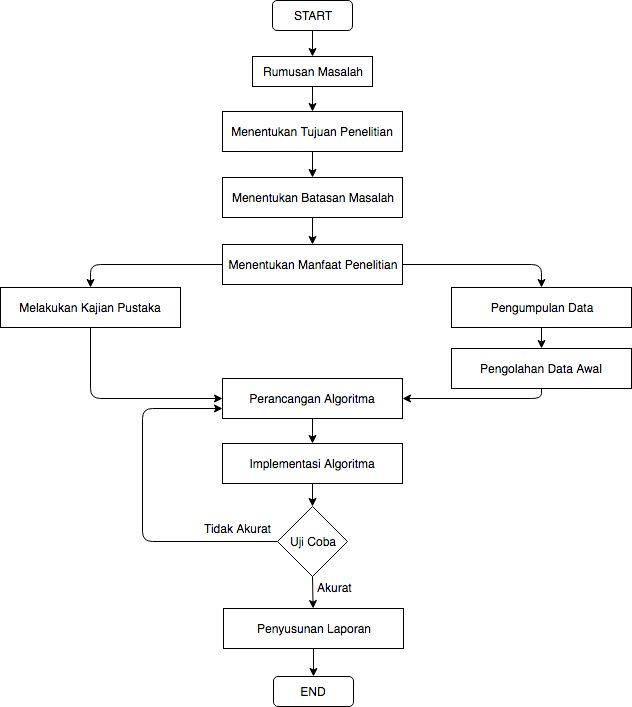 START
Rumusan Masalah
Menentukan Tujuan Penelitian
Menentukan Batasan Masalah
Menentukan Manfaat Penelitian
Melakukan Kajian Pustaka
Pengumpulan Data
Pengolahan Data Awal
Perancangan Algoritma
Implementasi Algoritma
Tidak Akurat
Uji Coba
Akurat
Penyusunan Laporan
END